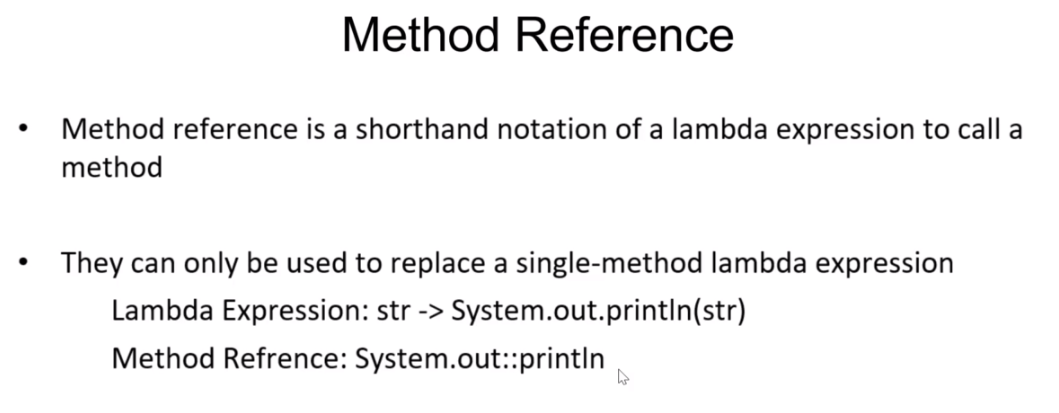 Method Reference
• Method reference is a shorthand notation of a lambda expression to call a
method
• They can only be used to replace a single-method lambda expression
Lambda Expression: str -> System.out.println(str)
Method Refrence: System.out::println